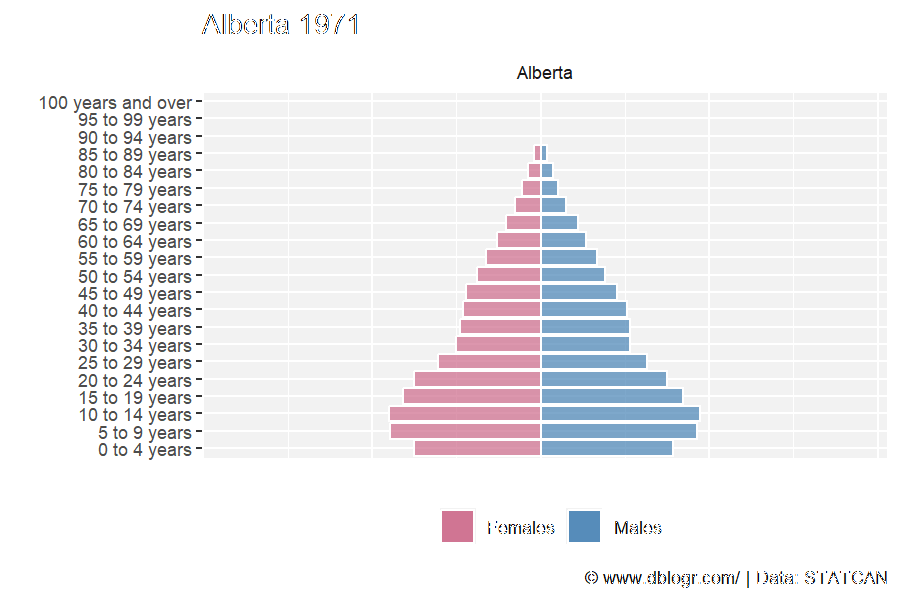 Alberta 1971
Alberta
100 years and over
95 to 99 years
90 to 94 years
85 to 89 years
80 to 84 years
75 to 79 years
70 to 74 years
65 to 69 years
60 to 64 years
55 to 59 years
50 to 54 years
45 to 49 years
40 to 44 years
35 to 39 years
30 to 34 years
25 to 29 years
20 to 24 years
15 to 19 years
10 to 14 years
5 to 9 years
0 to 4 years
Females Males
© www.dblogr.com/ | Data: STATCAN